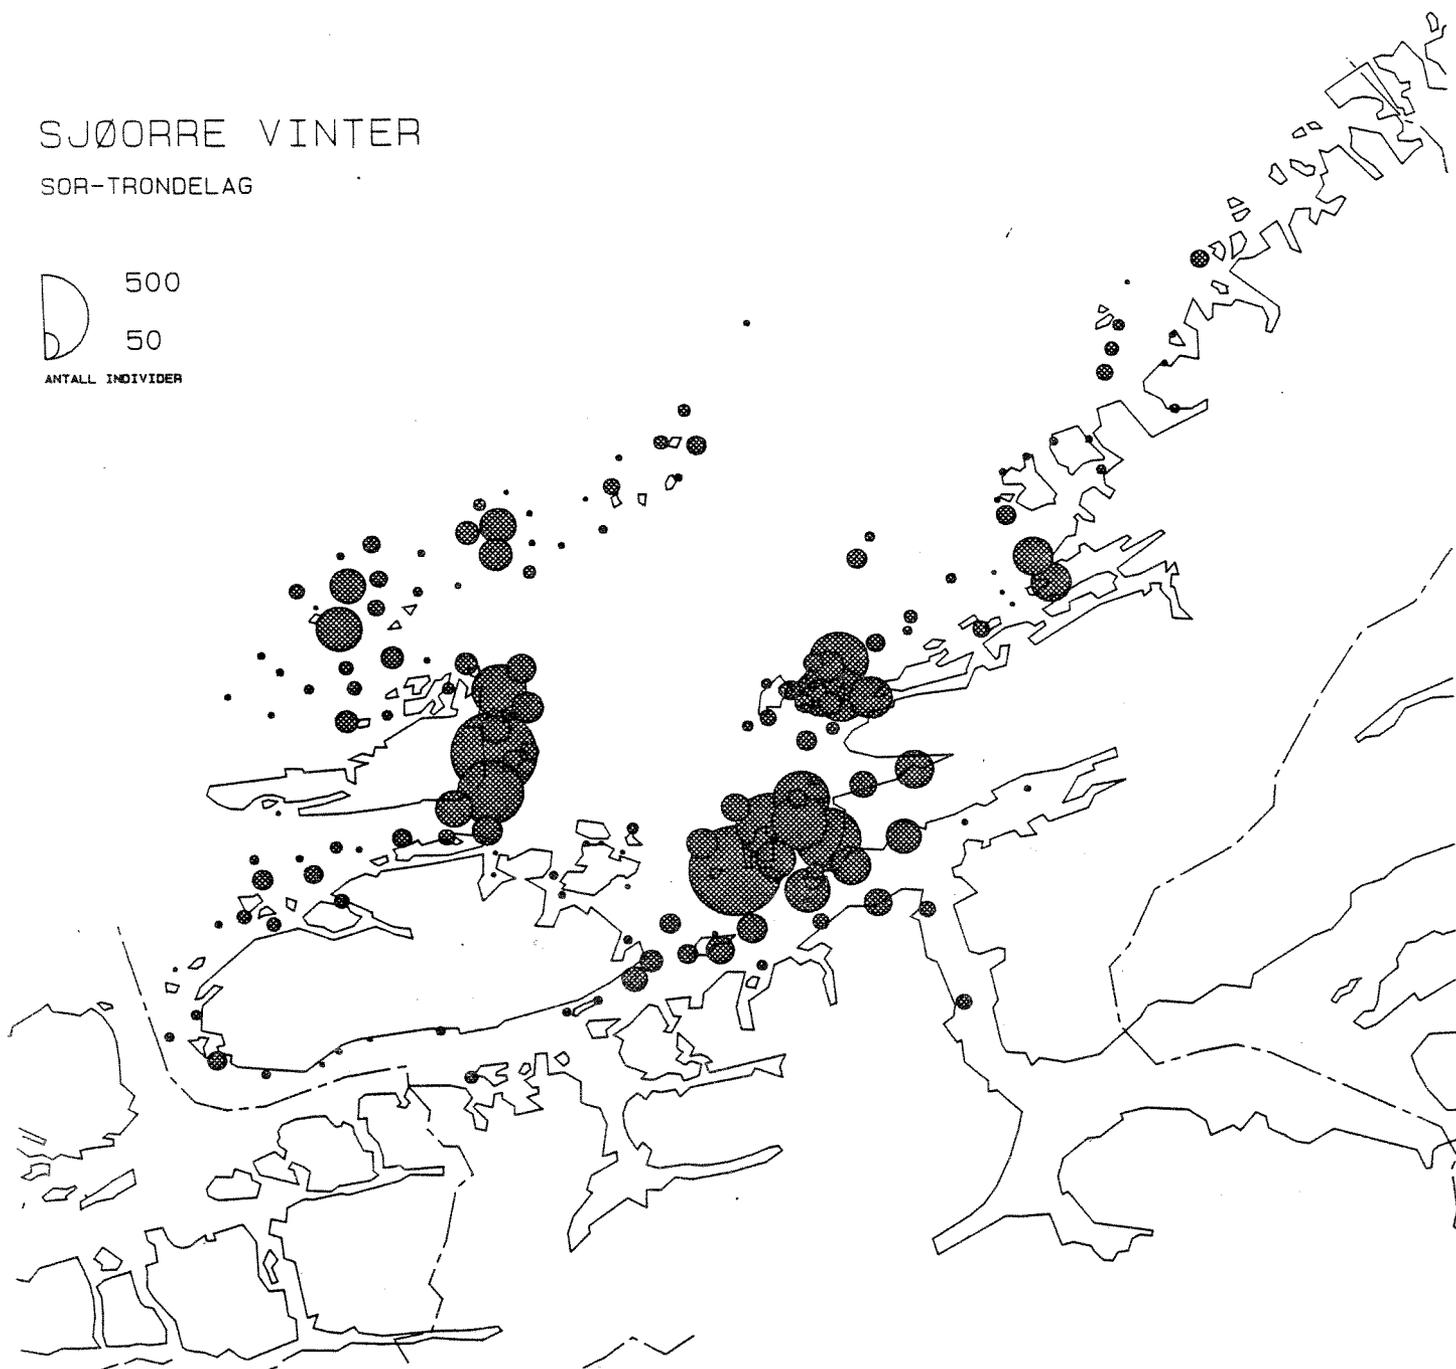 SJØORRE VINTER
SOR-TRONDELAG
500
50
ANTALL INDIVIDER